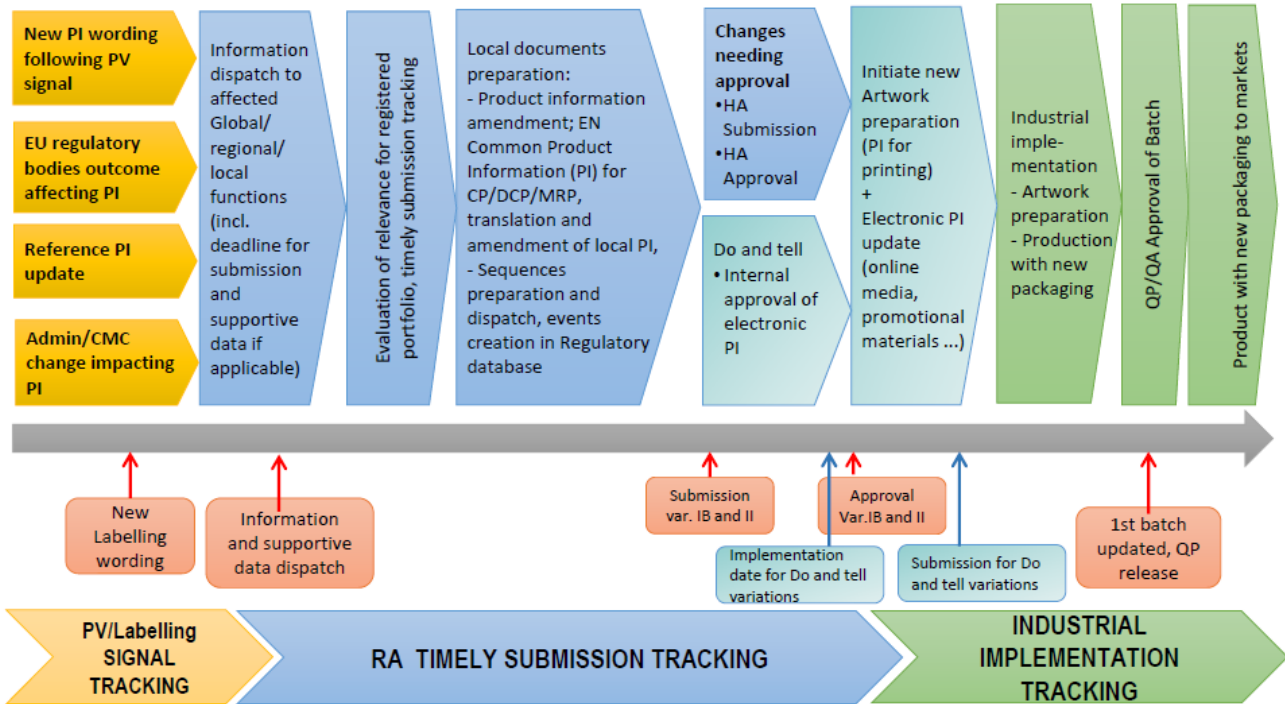 New PI wording
following PV
signal
EU regulatory
bodies outcome
affecting PI
Reference PI
update
Admin/CMC
change impacting
PI
Information
dispatch to
affected
Global/
regional/
local
functions
(incl.
deadline for
submission
and
supportive
data if
applicable)
Evaluation of relevance for registered
portfolio, timely submission tracking
Local documents
preparation:
- Product information
amendment; EN
Common Product
Information (PI) for
CP/DCP/MRP,
translation and
amendment of local PI,
- Sequences
preparation and
dispatch, events
creation in Regulatory
database
Changes
needing
approval
•HA
Submission
•HA
Approval
Do and tell
• Internal
approval of
electronic
PI
Initiate new
Artwork
preparation
(PI for
printing)
+
Electronic PI
update
(online
media,
promotional
materials ...)
Industrial
imple-
mentation
- Artwork
preparation
- Production
with new
packaging
QP/QA Approval of Batch
Product with new packaging to markets
New
Labelling
wording
Information
and supportive
data dispatch
Submission
var. IB and II
Implementation
date for Do and tell
variations
Approval
Var.IB and II
Submission for Do
and tell variations
1st batch
updated, QP
release
PV/Labelling
SIGNAL
TRACKING
RA TIMELY SUBMISSION TRACKING
INDUSTRIAL
IMPLEMENTATION
TRACKING